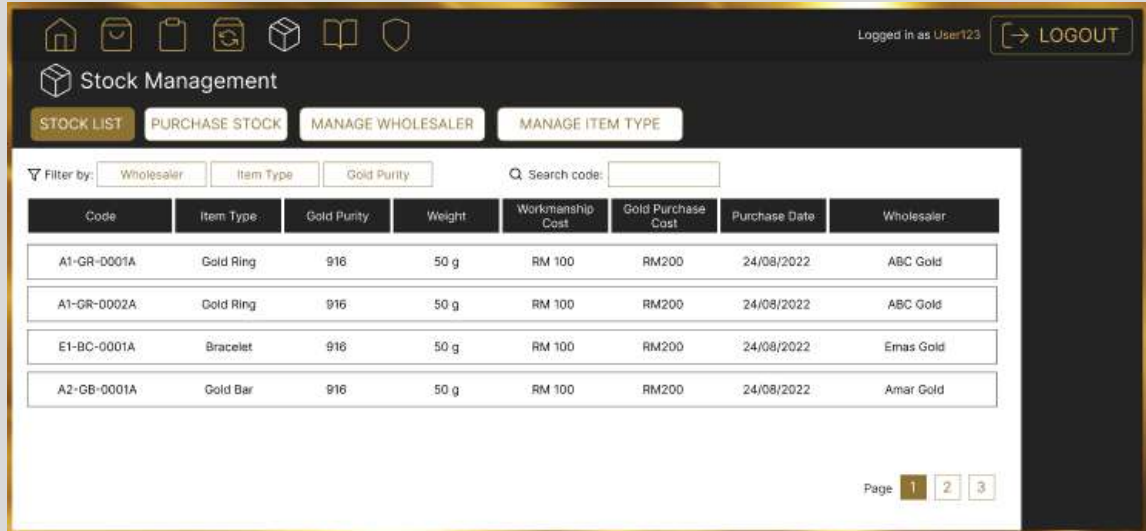 Logged in as User123 LOGOUT
Stock Management
STOCK LIST PURCHASE STOCK MANAGE WHOLESALER MANAGE ITEM TYPE
Filter by: Wholesaler Item Type Gold Purity Search code:
Code Item Type Gold Purity Weight Workmanship Cost Gold Purchase Cost Purchase Date Wholesaler
A1-GR-0001A Gold Ring 916 50 g RM 100 RM200 24/08/2022 ABC Gold
A1-GR-0002A Gold Ring 916 50 g RM 100 RM200 24/08/2022 ABC Gold
E1-BC-0001A Bracelet 916 50 g RM 100 RM200 24/08/2022 Emas Gold
A2-GB-0001A Gold Bar 916 50 g RM 100 RM200 24/08/2022 Amar Gold
Page 1 2 3